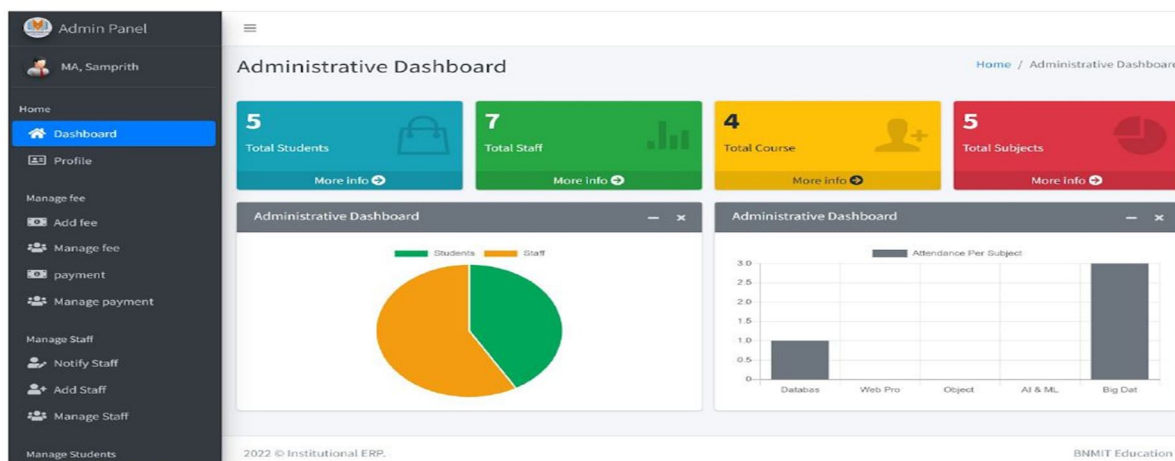 Admin Panel
MA, Samprith
Home
Dashboard
Profile
Manage fee
Add fee
Manage fee
payment
Manage payment
Manage Staff
Notify Staff
Add Staff
Manage Staff
Manage Students
Administrative Dashboard
Home / Administrative Dashboard
5
Total Students
More info
7
Total Staff
More info
4
Total Course
More info
5
Total Subjects
More info
Administrative Dashboard
Students Staff
Administrative Dashboard
Attendance Per Subject
3.0
2.5
2.0
1.5
1.0
0.5
0
Databas Web Pro Object AI & ML Big Dat
2022 © Institutional ERP.
BNMIT Education